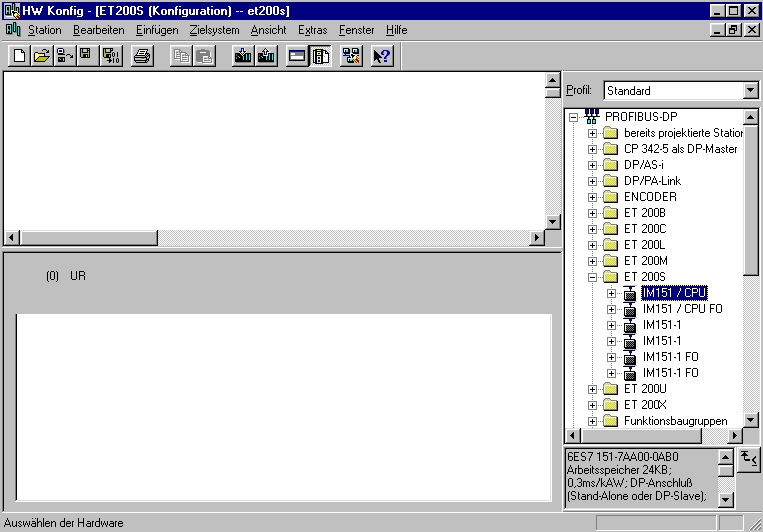 HW Konfig - [ET200S (Konfiguration) -- et200s]
Station Bearbeiten Einfügen Zielsystem Ansicht Extras Fenster Hilfe
Profil: Standard
PROFIBUS-DP
bereits projektierte Station
CP 342-5 als DP-Master
DP/AS-i
DP/PA-Link
ENCODER
ET 200B
ET 200C
ET 200L
ET 200M
ET 200S
IM151 / CPU
IM151 / CPU FO
IM151-1
IM151-1
IM151-1 FO
IM151-1 FO
ET 200U
ET 200X
Funktionsbaugruppen
(0) UR
6ES7 151-7AA00-0AB0
Arbeitsspeicher 24KB;
0,3ms/kAW; DP-Anschluß
(Stand-Alone oder DP-Slave);
Auswählen der Hardware